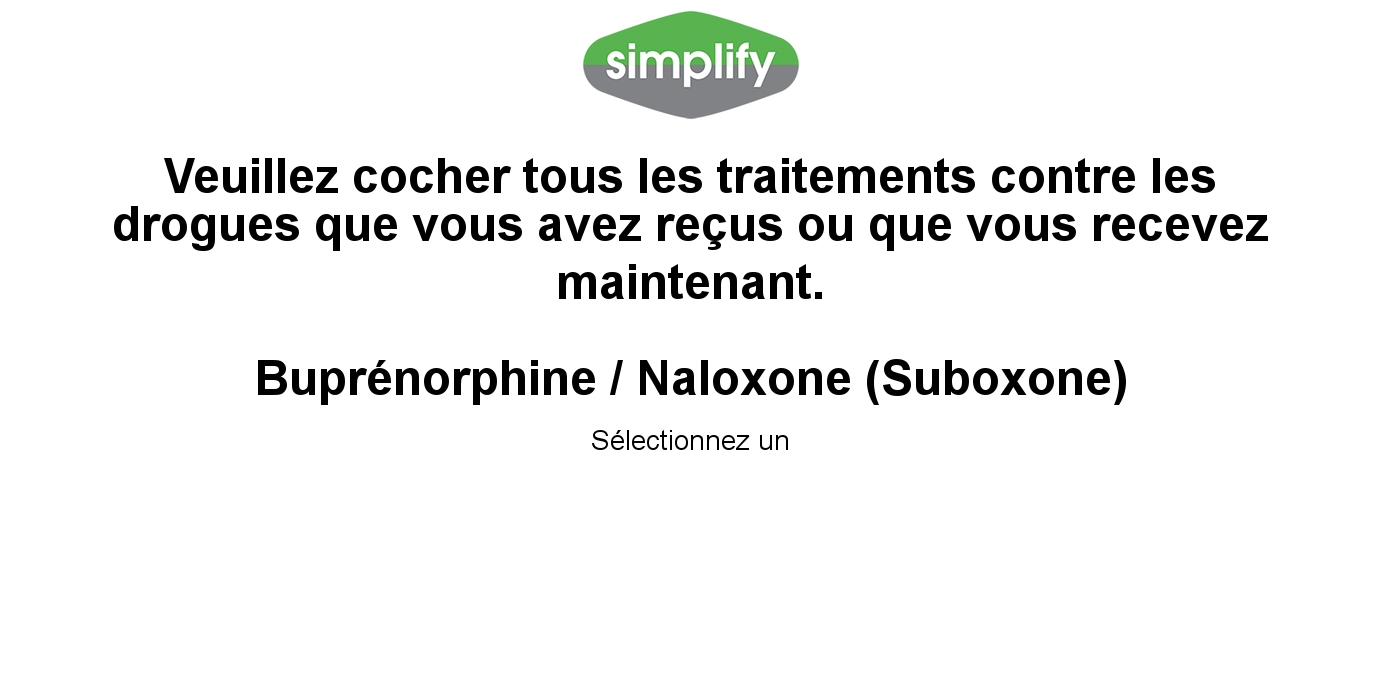 simplify
Veuillez cocher tous les traitements contre les
drogues que vous avez reçus ou que vous recevez
maintenant.
Buprénorphine / Naloxone (Suboxone)
Sélectionnez un